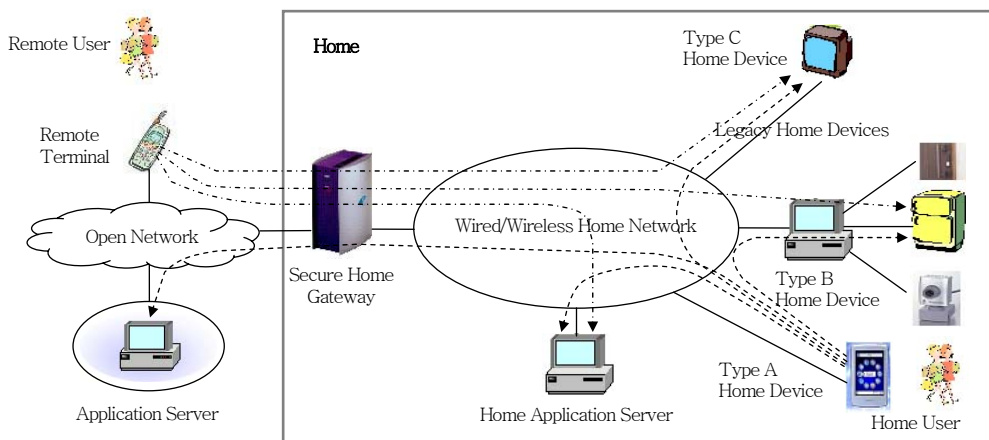 Remote User
Home
Type C
Home Device
Remote
Terminal
Legacy Home Devices
Open Network
Wired/Wireless Home Network
Secure Home
Gateway
Type B
Home Device
Type A
Home Device
Application Server
Home Application Server
Home User